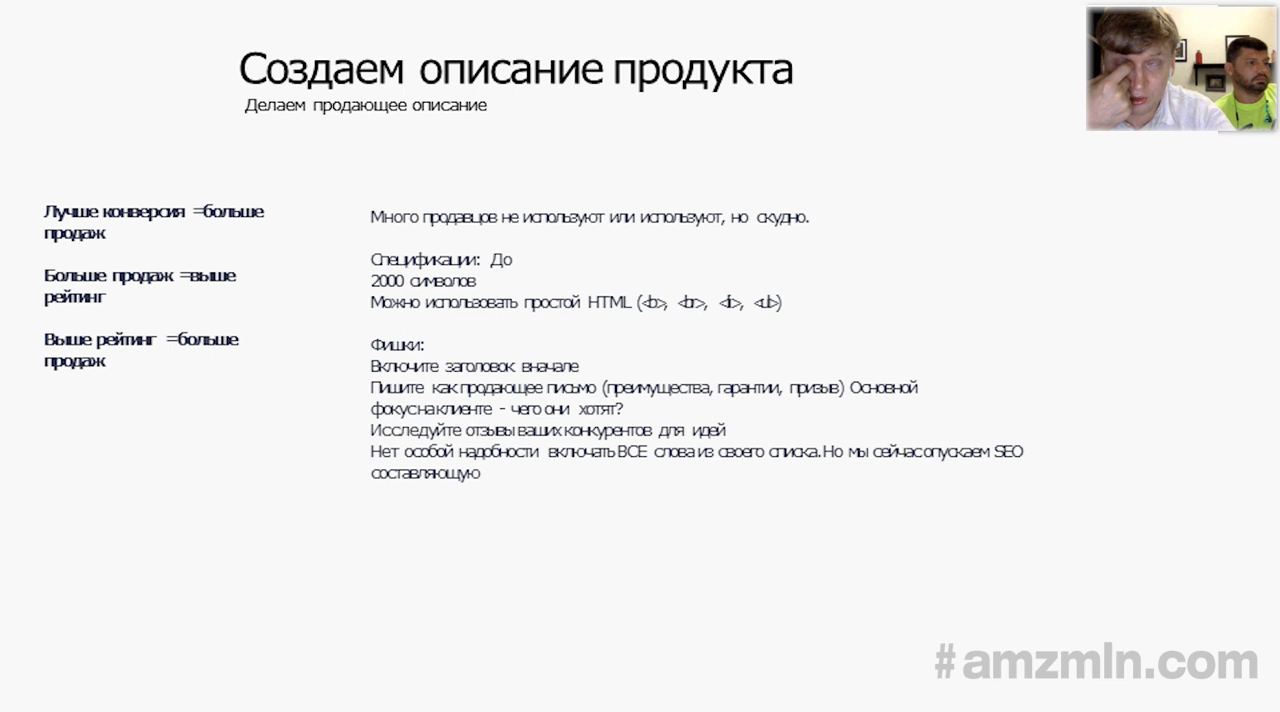 Создаем описание продукта
Делаем продающее описание
Лучше конверсия =больше
продаж
Больше продаж =выше
рейтинг
Выше рейтинг =больше
продаж
Много продавцов не используют или используют, но скудно.
Спецификации: До
2000 символов
Можно использовать простой HTML (<b>, <br>, <i>, <ul>)
Фишки:
Включите заголовок вначале
Пишите как продающее письмо (преимущества, гарантии, призыв) Основной
фокус на клиенте - чего они хотят?
Исследуйте отзывы ваших конкурентов для идей
Нет особой надобности включать ВСЕ слова из своего списка. Но мы сейчас опускаем SEO
составляющую
#amzmln.com